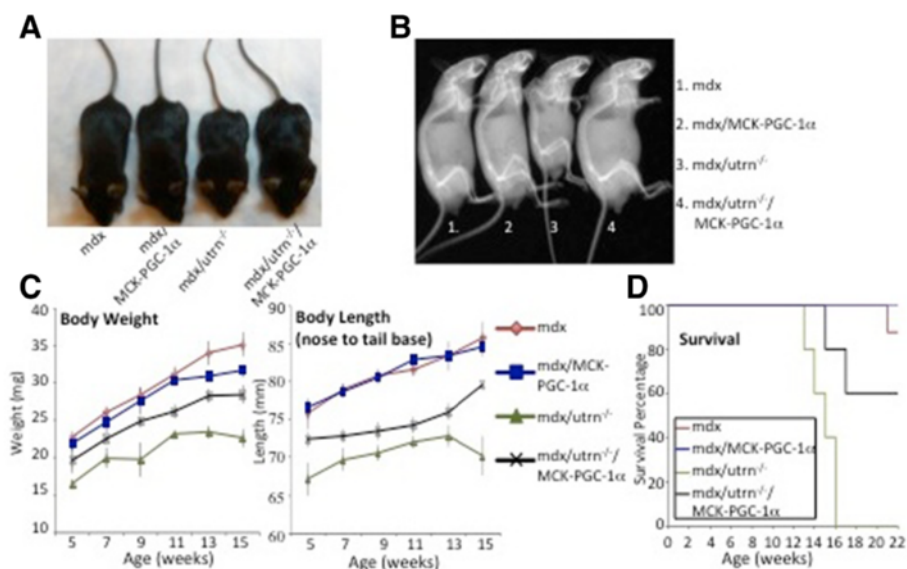 A
mdx
mdx/
MCK-PGC-1α
mdx/utrn⁻/⁻
mdx/utrn⁻/⁻/
MCK-PGC-1α
B
1.
2
3
4
1. mdx
2. mdx/MCK-PGC-1α
3. mdx/utrn⁻/⁻
4. mdx/utrn⁻/⁻/
MCK-PGC-1α
C
Body Weight
Weight (mg)
40
35
30
25
20
15
10
5 7 9 11 13 15
Age (weeks)
Body Length
(nose to tail base)
Length (mm)
90
85
80
75
70
65
60
5 7 9 11 13 15
Age (weeks)
mdx
mdx/MCK-
PGC-1α
mdx/utrn⁻/⁻
mdx/utrn⁻/⁻/
MCK-PGC-1α
D
Survival
Survival Percentage
100
80
60
40
20
0
mdx
mdx/MCK-PGC-1α
mdx/utrn⁻/⁻
mdx/utrn⁻/⁻/
MCK-PGC-1α
0 2 4 6 8 10 12 14 16 18 20 22
Age (weeks)